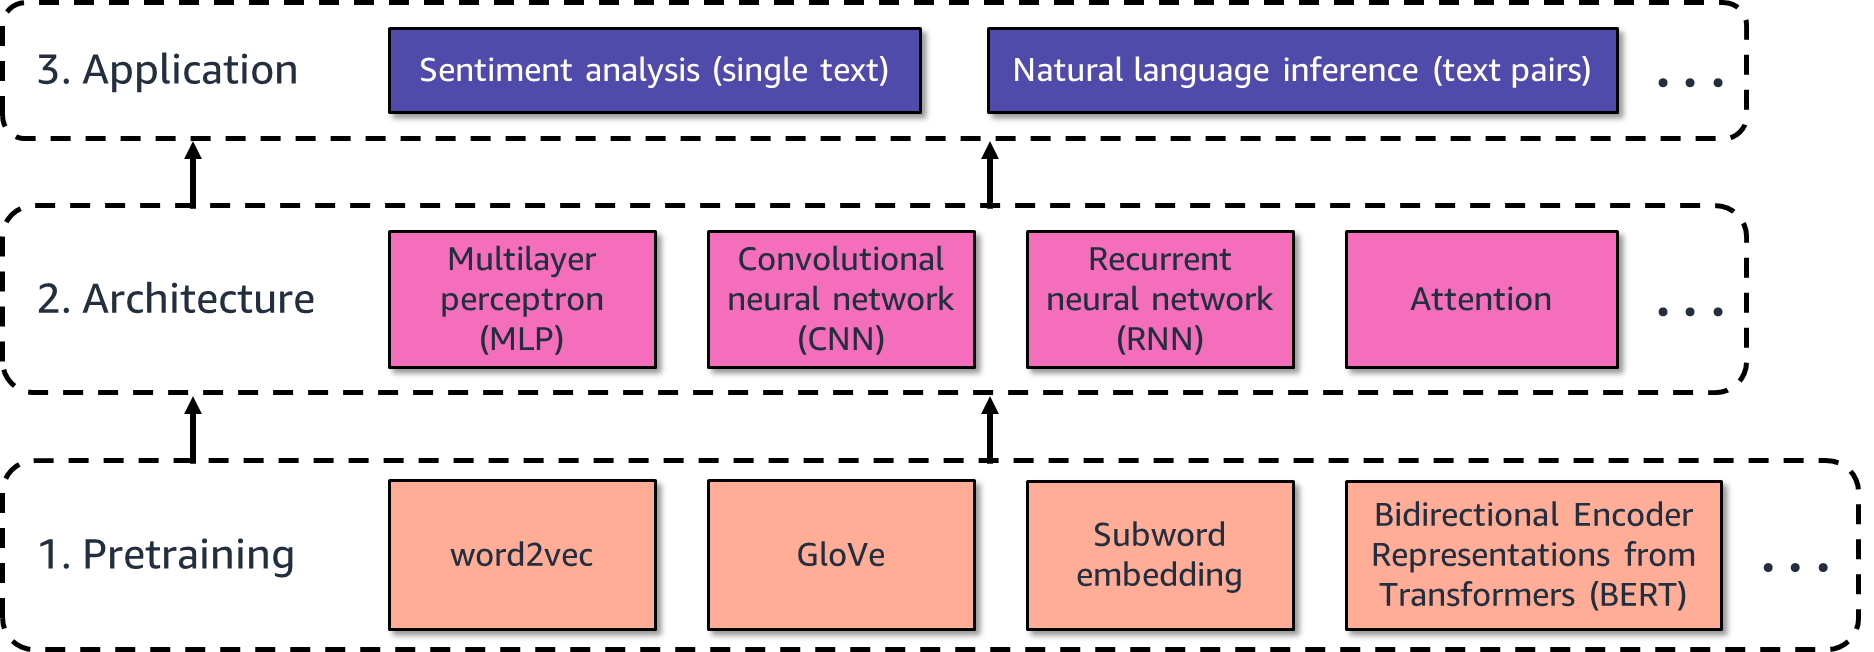 3. Application
Sentiment analysis (single text)
Natural language inference (text pairs)
...
2. Architecture
Multilayer
perceptron
(MLP)
Convolutional
neural network
(CNN)
Recurrent
neural network
(RNN)
Attention
...
1. Pretraining
word2vec
GloVe
Subword
embedding
Bidirectional Encoder
Representations from
Transformers (BERT)
...